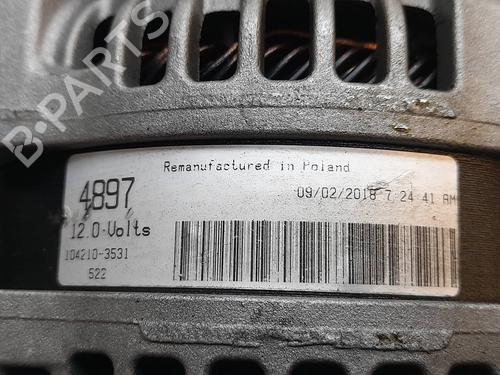 B-PARTS
Remanufactured in Poland
4897
09/02/2018 7 24 41 AM
12.0-Volts
104210-3531
522